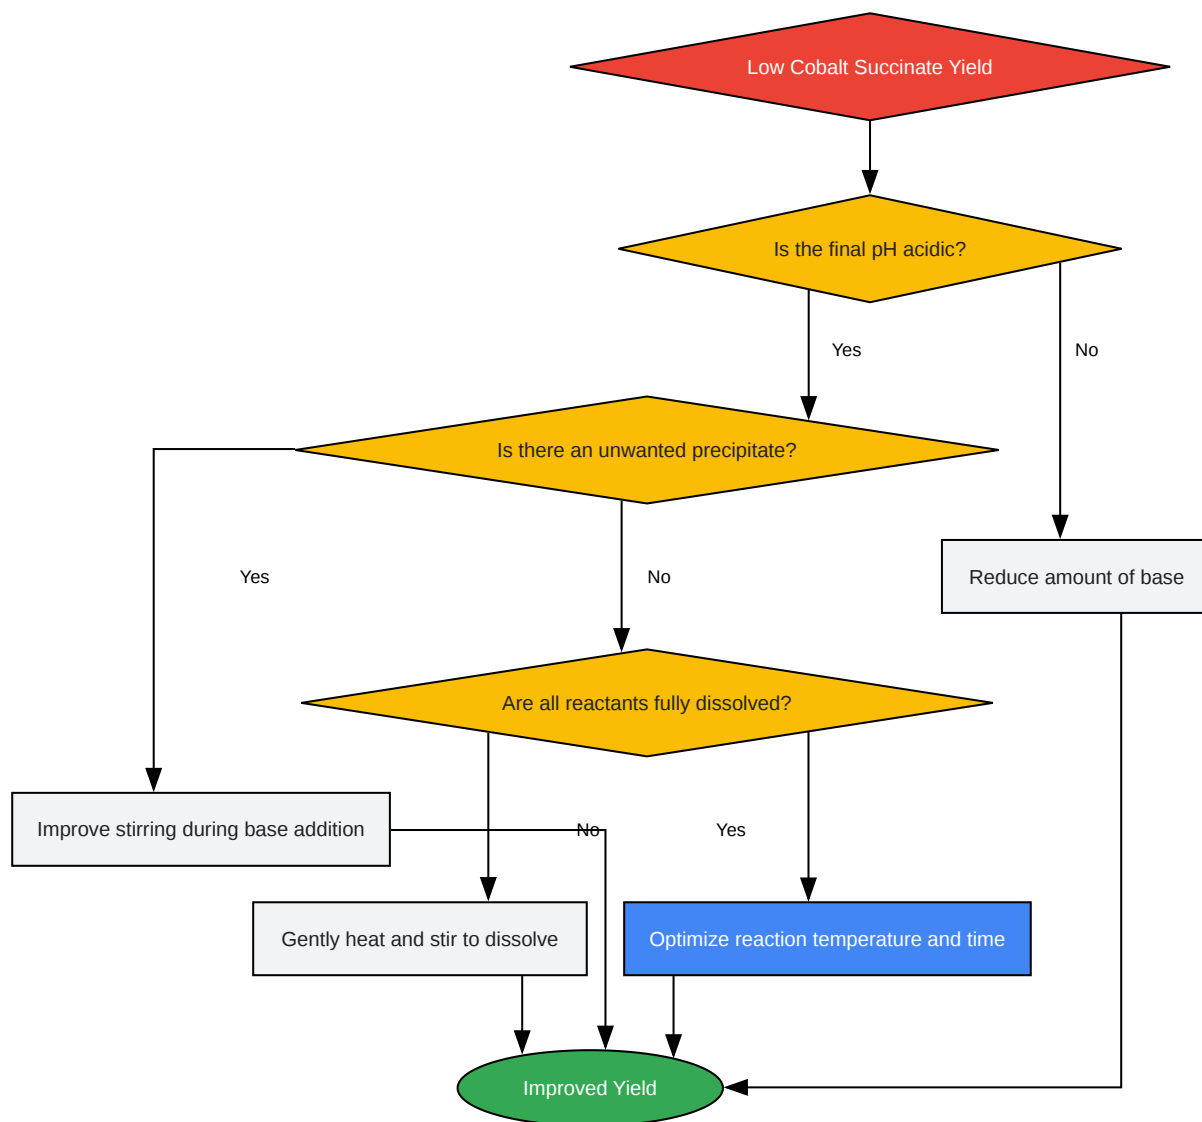 Low Cobalt Succinate Yield
Is the final pH acidic?
Yes
No
Is there an unwanted precipitate?
Yes
No
Reduce amount of base
Are all reactants fully dissolved?
Improve stirring during base addition
No
Yes
Gently heat and stir to dissolve
Optimize reaction temperature and time
Improved Yield